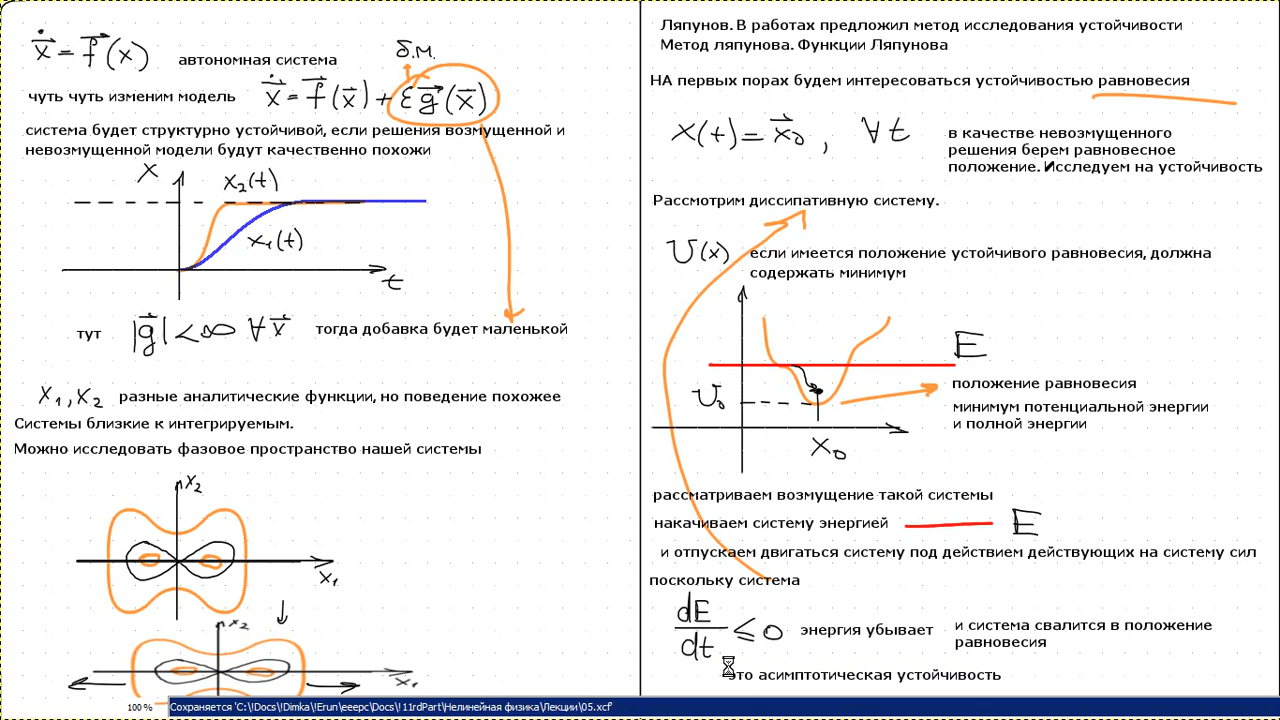 ẋ = f(x) автономная система
б.м.
чуть чуть изменим модель ẋ = f(x) + εg(x)
система будет структурно устойчивой, если решения возмущенной и
невозмущенной модели будут качественно похожи
x
x₂(t)
x₁(t)
t
тут |g| < ∞ ∀x тогда добавка будет маленькой
x₁, x₂ разные аналитические функции, но поведение похожее
Системы близкие к интегрируемым.
Можно исследовать фазовое пространство нашей системы
x₂
x₁
x₂
x₁
Ляпунов. В работах предложил метод исследования устойчивости
Метод ляпунова. Функции Ляпунова
НА первых порах будем интересоваться устойчивостью равновесия
x(t) = x₀, ∀t
в качестве невозмущенного
решения берем равновесное
положение. Исследуем на устойчивость
Рассмотрим диссипативную систему.
U(x) если имеется положение устойчивого равновесия, должна
содержать минимум
E
U₀
x₀
положение равновесия
минимум потенциальной энергии
и полной энергии
рассматриваем возмущение такой системы
накачиваем систему энергией E
и отпускаем двигаться систему под действием действующих на систему сил
поскольку система
dE/dt ≤ 0 энергия убывает
и система свалится в положение
равновесия
это асимптотическая устойчивость
100 % Сохраняется 'C:\!Docs\!Dimka\!Erun\eeepc\Docs\!11rdPart\Нелинейная физика\Лекции\05.xcf'